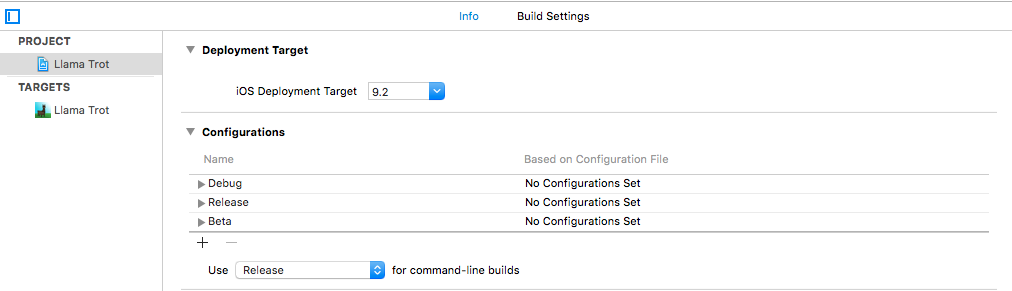 Info Build Settings
PROJECT
Llama Trot
TARGETS
Llama Trot
Deployment Target
iOS Deployment Target 9.2
Configurations
Name Based on Configuration File
Debug No Configurations Set
Release No Configurations Set
Beta No Configurations Set
Use Release for command-line builds